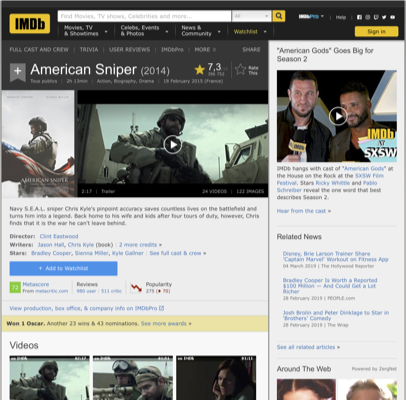 IMDb
Find Movies, TV shows, Celebrities and more...
All
IMDbPro
Help
Movies, TV & Showtimes
Celebs, Events & Photos
News & Community
Watchlist
Sign in
FULL CAST AND CREW | TRIVIA | USER REVIEWS | IMDbPro | MORE
SHARE
American Sniper (2014)
7,3
Rate This
Tous publics | 2h 13min | Action, Biography, Drama | 18 February 2015 (France)
AMERICAN SNIPER
2:17 | Trailer
24 VIDEOS | 122 IMAGES
Navy S.E.A.L. sniper Chris Kyle's pinpoint accuracy saves countless lives on the battlefield and
turns him into a legend. Back home to his wife and kids after four tours of duty, however, Chris
finds that it is the war he can't leave behind.
Director: Clint Eastwood
Writers: Jason Hall, Chris Kyle (book) | 2 more credits »
Stars: Bradley Cooper, Sienna Miller, Kyle Gallner | See full cast & crew »
+ Add to Watchlist
Metascore
From metacritic.com
Reviews
980 user | 511 critic
Popularity
View production, box office, & company info on IMDbPro
Won 1 Oscar. Another 23 wins & 43 nominations. See more awards »
Videos
"American Gods" Goes Big for
Season 2
IMDb
AT
SXSW
IMDb hangs with cast of "American Gods" at
the House on the Rock at the SXSW Film
Festival. Stars Ricky Whittle and Pablo
Schreiber reveal the one word that best
describes Season 2.
Hear from the cast »
Related News
Disney, Brie Larson Trainer Share
'Captain Marvel' Workout on Fitness
App
04 March 2019 | The Hollywood Reporter
Bradley Cooper Is Worth a Reported
$100 Million — And Could Get a Lot
Richer
28 February 2019 | PEOPLE.com
Josh Brolin and Peter Dinklage to Star in
'Brothers' Comedy
28 February 2019 | The Wrap
See all related articles »
Around The Web
Powered by ZergNet